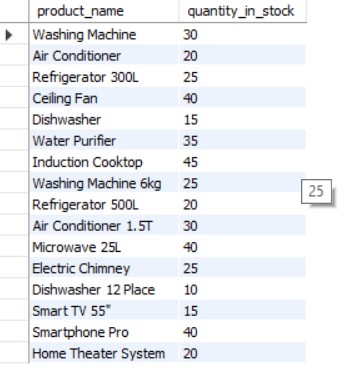 product_name quantity_in_stock
Washing Machine 30
Air Conditioner 20
Refrigerator 300L 25
Ceiling Fan 40
Dishwasher 15
Water Purifier 35
Induction Cooktop 45
Washing Machine 6kg 25
25
Refrigerator 500L 20
Air Conditioner 1.5T 30
Microwave 25L 40
Electric Chimney 25
Dishwasher 12 Place 10
Smart TV 55" 15
Smartphone Pro 40
Home Theater System 20